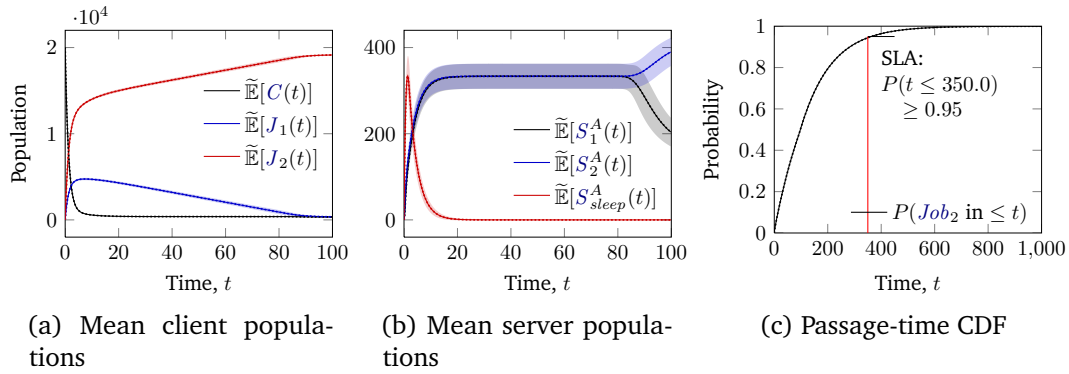 ·10⁴
2
1
0
Population
𝔼̃[C(t)]
𝔼̃[J₁(t)]
𝔼̃[J₂(t)]
0 20 40 60 80 100
Time, t
(a) Mean client popula-
tions
400
200
0
𝔼̃[S₁ᴬ(t)]
𝔼̃[S₂ᴬ(t)]
𝔼̃[Sᴬ_sleep(t)]
0 20 40 60 80 100
Time, t
(b) Mean server popula-
tions
1
0.8
0.6
0.4
0.2
0
Probability
SLA:
P(t ≤ 350.0)
≥ 0.95
P(Job₂ in ≤ t)
0 200 400 600 800 1,000
Time, t
(c) Passage-time CDF